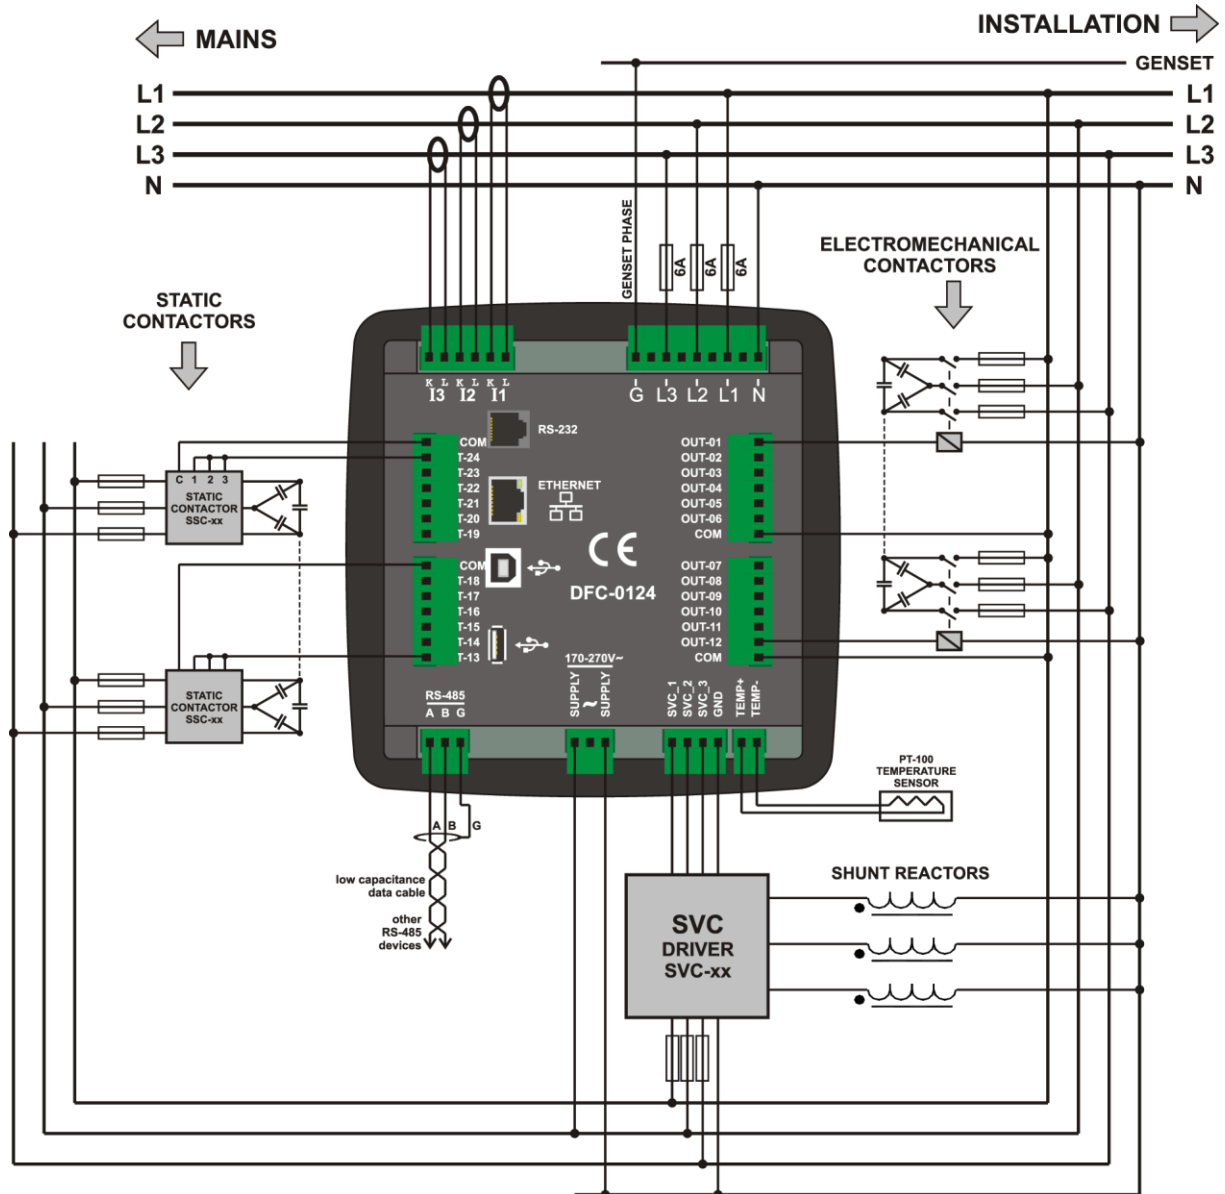 MAINS
INSTALLATION
GENSET
L1
L1
L2
L2
L3
L3
N
N
GENSET PHASE
6A
6A
6A
ELECTROMECHANICAL
CONTACTORS
STATIC
CONTACTORS
K L K L K L
I3 I2 I1
G L3 L2 L1 N
RS-232
COM
T-24
T-23
T-22
T-21
T-20
T-19
OUT-01
OUT-02
OUT-03
OUT-04
OUT-05
OUT-06
COM
ETHERNET
C 1 2 3
STATIC
CONTACTOR
SSC-xx
CE
DFC-0124
COM
T-18
T-17
T-16
T-15
T-14
T-13
OUT-07
OUT-08
OUT-09
OUT-10
OUT-11
OUT-12
COM
170-270V~
SUPPLY
~
SUPPLY
STATIC
CONTACTOR
SSC-xx
RS-485
A B G
SVC_1
SVC_2
SVC_3
GND
TEMP+
TEMP-
PT-100
TEMPERATURE
SENSOR
A B G
low capacitance
data cable
other
RS-485
devices
SHUNT REACTORS
SVC
DRIVER
SVC-xx